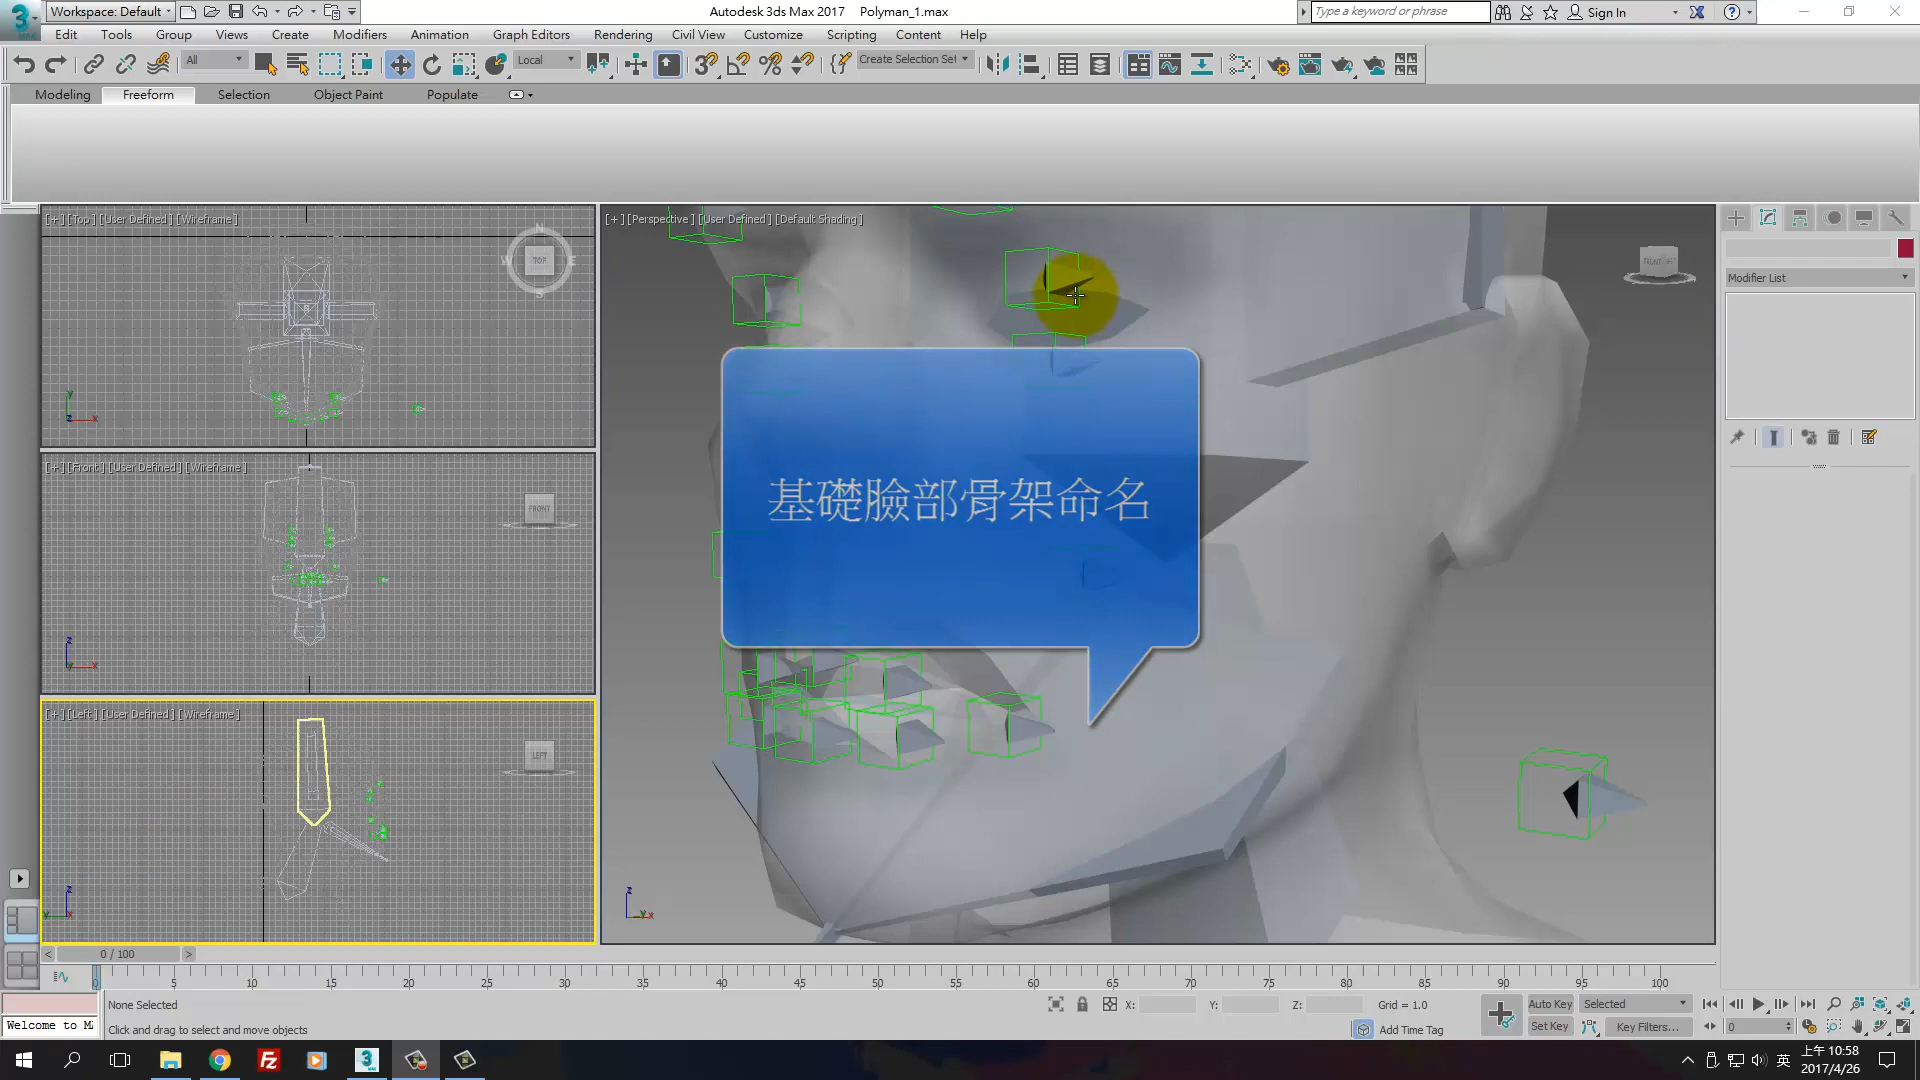 Workspace: Default
Autodesk 3ds Max 2017 Polyman_1.max
Type a keyword or phrase
Sign In
MAX
Edit Tools Group Views Create Modifiers Animation Graph Editors Rendering Civil View Customize Scripting Content Help
All
Local
Create Selection Set
Modeling Freeform Selection Object Paint Populate
[+] [Top] [User Defined] [Wireframe]
N
W TOP E
S
[+] [Perspective] [User Defined] [Default Shading]
Modifier List
基礎臉部骨架命名
[+] [Front] [User Defined] [Wireframe]
FRONT
[+] [Left] [User Defined] [Wireframe]
LEFT
0 / 100
0 5 10 15 20 25 30 35 40 45 50 55 60 65 70 75 80 85 90 95 100
None Selected
X: Y: Z: Grid = 1.0
Auto Key Selected
Welcome to MA
Click and drag to select and move objects
Add Time Tag
Set Key Key Filters...
0
英
上午 10:58
2017/4/26